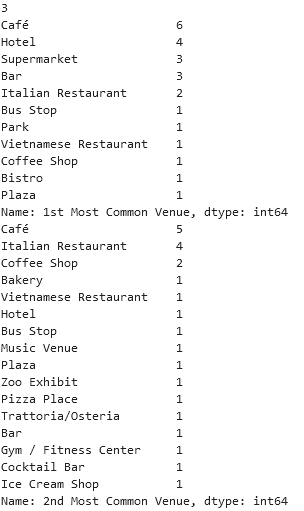 3
Café 6
Hotel 4
Supermarket 3
Bar 3
Italian Restaurant 2
Bus Stop 1
Park 1
Vietnamese Restaurant 1
Coffee Shop 1
Bistro 1
Plaza 1
Name: 1st Most Common Venue, dtype: int64
Café 5
Italian Restaurant 4
Coffee Shop 2
Bakery 1
Vietnamese Restaurant 1
Hotel 1
Bus Stop 1
Music Venue 1
Plaza 1
Zoo Exhibit 1
Pizza Place 1
Trattoria/Osteria 1
Bar 1
Gym / Fitness Center 1
Cocktail Bar 1
Ice Cream Shop 1
Name: 2nd Most Common Venue, dtype: int64